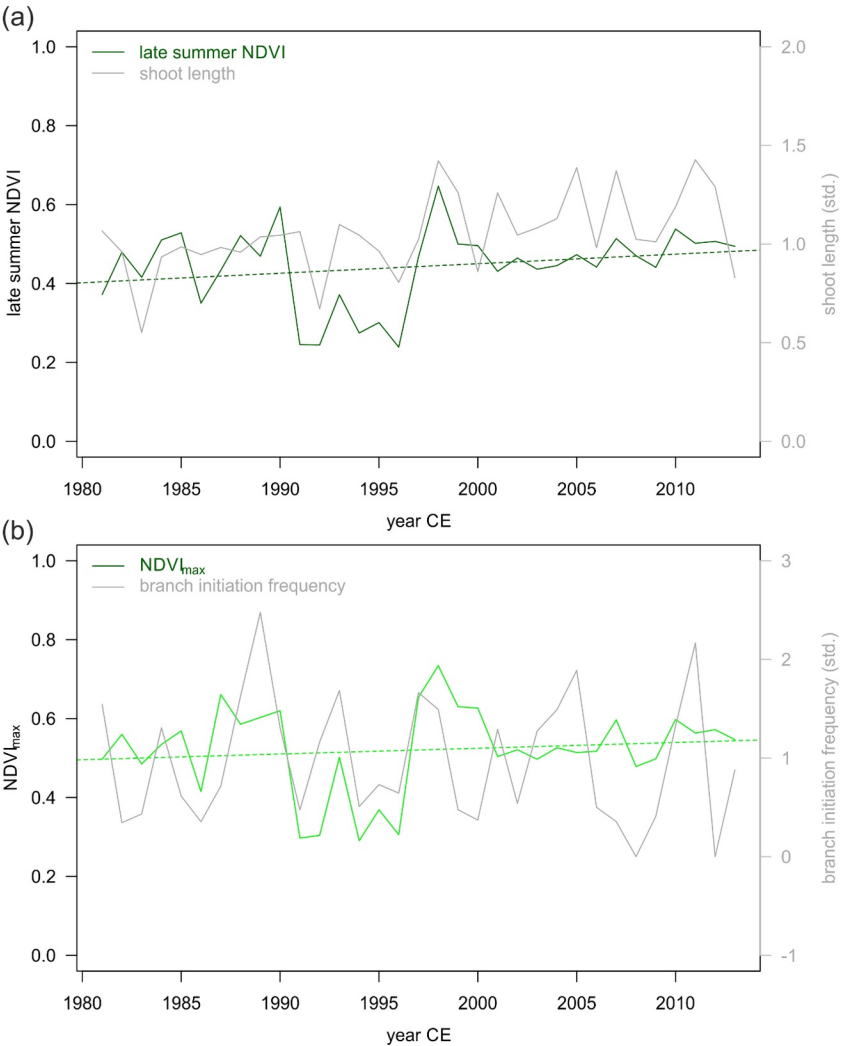 (a)
late summer NDVI
shoot length
1.0
0.8
0.6
0.4
0.2
0.0
late summer NDVI
2.0
1.5
1.0
0.5
0.0
shoot length (std.)
1980 1985 1990 1995 2000 2005 2010
year CE
(b)
NDVImax
branch initiation frequency
1.0
0.8
0.6
0.4
0.2
0.0
NDVImax
3
2
1
0
-1
branch initiation frequency (std.)
1980 1985 1990 1995 2000 2005 2010
year CE